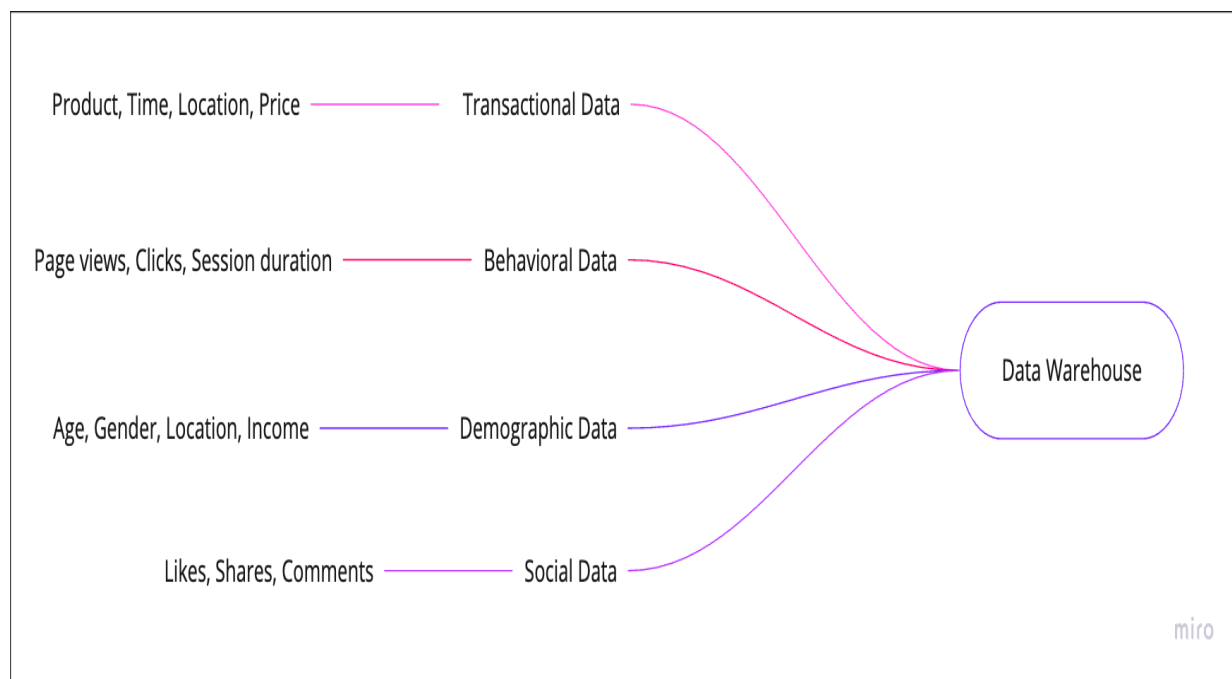 Product, Time, Location, Price
Transactional Data
Page views, Clicks, Session duration
Behavioral Data
Data Warehouse
Age, Gender, Location, Income
Demographic Data
Likes, Shares, Comments
Social Data
miro